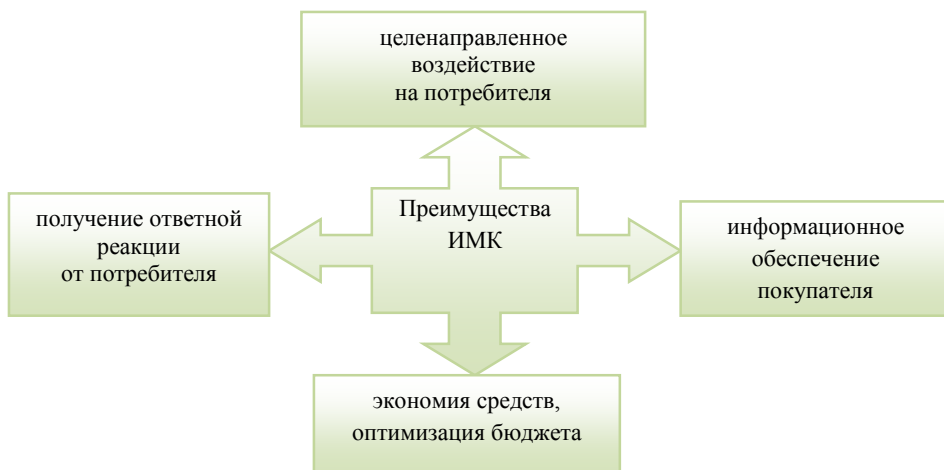 целенаправленное
воздействие
на потребителя
получение ответной
реакции
от потребителя
Преимущества
ИМК
информационное
обеспечение
покупателя
экономия средств,
оптимизация бюджета